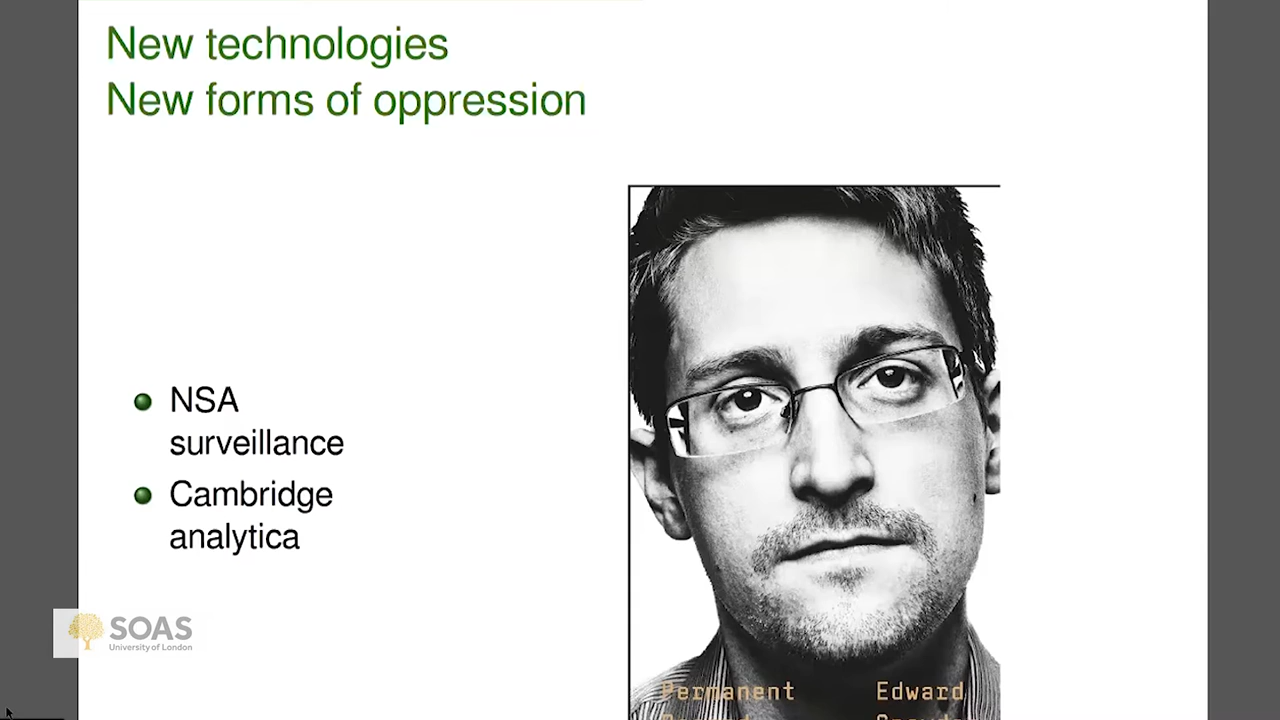 New technologies
New forms of oppression
NSA
surveillance
Cambridge
analytica
SOAS
University of London
Permanent Edward